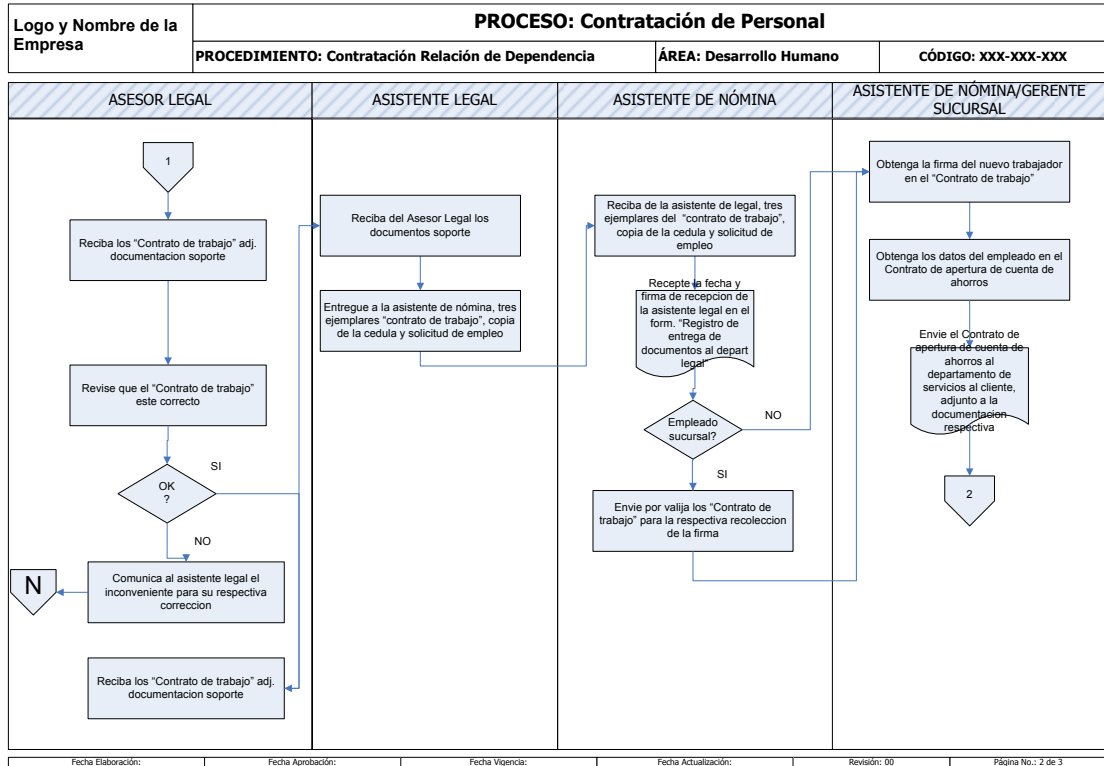 Logo y Nombre de la
Empresa
PROCESO: Contratación de Personal
PROCEDIMIENTO: Contratación Relación de Dependencia
ÁREA: Desarrollo Humano
CÓDIGO: XXX-XXX-XXX
ASESOR LEGAL
ASISTENTE LEGAL
ASISTENTE DE NÓMINA
ASISTENTE DE NÓMINA/GERENTE
SUCURSAL
1
Reciba los “Contrato de trabajo” adj.
documentacion soporte
Revise que el “Contrato de trabajo”
este correcto
OK
?
SI
NO
Comunica al asistente legal el
inconveniente para su respectiva
correccion
N
Reciba los “Contrato de trabajo” adj.
documentacion soporte
Reciba del Asesor Legal los
documentos soporte
Entregue a la asistente de nómina, tres
ejemplares “contrato de trabajo”, copia
de la cedula y solicitud de empleo
Reciba de la asistente de legal, tres
ejemplares del “contrato de trabajo”,
copia de la cedula y solicitud de
empleo
Recepte la fecha y
firma de recepcion de
la asistente legal en el
form. “Registro de
entrega de
documentos al depart
legal”
Empleado
sucursal?
NO
SI
Envie por valija los “Contrato de
trabajo” para la respectiva recoleccion
de la firma
Obtenga la firma del nuevo trabajador
en el “Contrato de trabajo”
Obtenga los datos del empleado en el
Contrato de apertura de cuenta de
ahorros
Envie el Contrato de
apertura de cuenta de
ahorros al
departamento de
servicios al cliente,
adjunto a la
documentacion
respectiva
2
Fecha Elaboración:
Fecha Aprobación:
Fecha Vigencia:
Fecha Actualización:
Revisión: 00
Página No.: 2 de 3